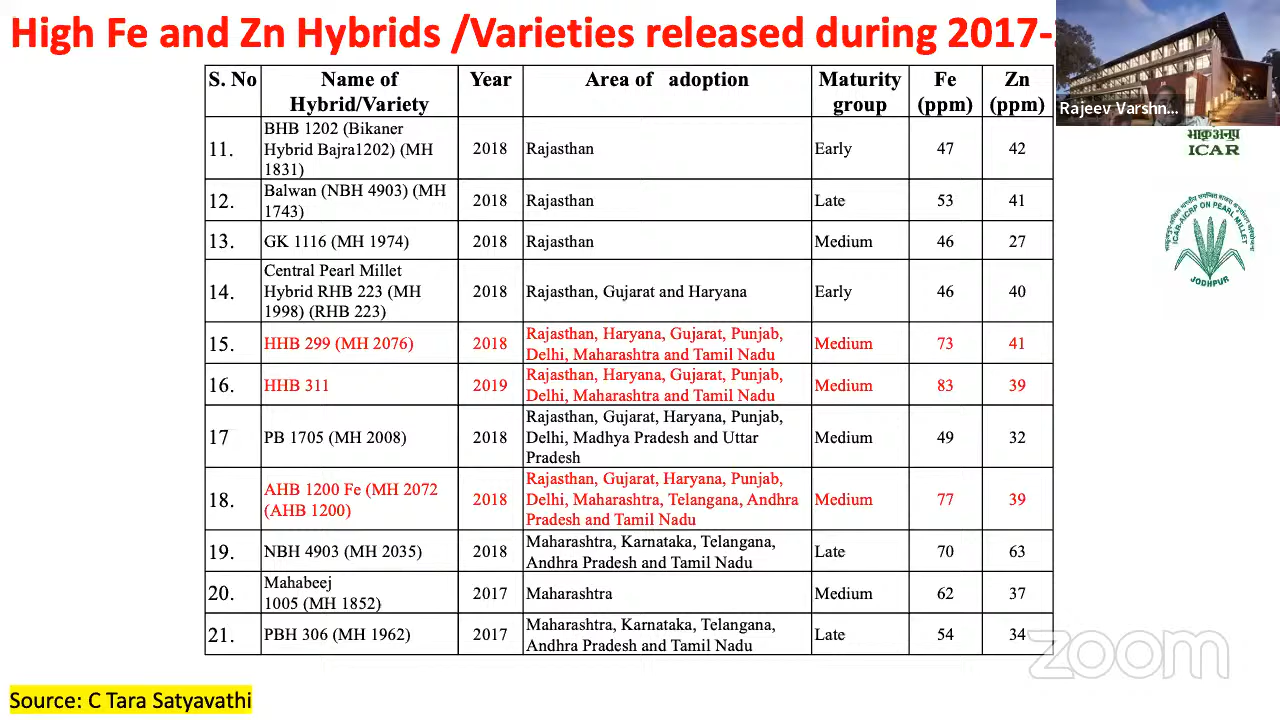 High Fe and Zn Hybrids /Varieties released during 2017-
Rajeev Varshn...
S. No Name of Hybrid/Variety Year Area of adoption Maturity group Fe (ppm) Zn (ppm)
भाकृअनुप
ICAR
11. BHB 1202 (Bikaner Hybrid Bajra1202) (MH 1831) 2018 Rajasthan Early 47 42
12. Balwan (NBH 4903) (MH 1743) 2018 Rajasthan Late 53 41
13. GK 1116 (MH 1974) 2018 Rajasthan Medium 46 27
ICAR-AICRP ON PEARL MILLET
JODHPUR
14. Central Pearl Millet Hybrid RHB 223 (MH 1998) (RHB 223) 2018 Rajasthan, Gujarat and Haryana Early 46 40
15. HHB 299 (MH 2076) 2018 Rajasthan, Haryana, Gujarat, Punjab, Delhi, Maharashtra and Tamil Nadu Medium 73 41
16. HHB 311 2019 Rajasthan, Haryana, Gujarat, Punjab, Delhi, Maharashtra and Tamil Nadu Medium 83 39
17 PB 1705 (MH 2008) 2018 Rajasthan, Gujarat, Haryana, Punjab, Delhi, Madhya Pradesh and Uttar Pradesh Medium 49 32
18. AHB 1200 Fe (MH 2072 (AHB 1200) 2018 Rajasthan, Gujarat, Haryana, Punjab, Delhi, Maharashtra, Telangana, Andhra Pradesh and Tamil Nadu Medium 77 39
19. NBH 4903 (MH 2035) 2018 Maharashtra, Karnataka, Telangana, Andhra Pradesh and Tamil Nadu Late 70 63
20. Mahabeej 1005 (MH 1852) 2017 Maharashtra Medium 62 37
21. PBH 306 (MH 1962) 2017 Maharashtra, Karnataka, Telangana, Andhra Pradesh and Tamil Nadu Late 54 34
zoom
Source: C Tara Satyavathi